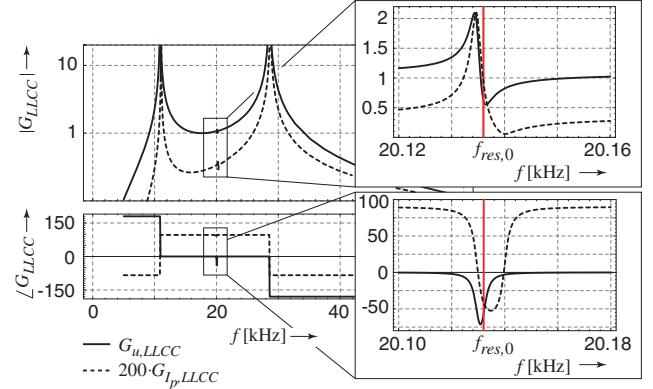 |G_LLCC| →
10
1
2
1.5
1
0.5
20.12
f_res,0
20.16
f [kHz] →
∠G_LLCC →
150
0
-150
0
20
40
f [kHz] →
100
50
0
-50
20.10
f_res,0
20.18
f [kHz] →
G_u,LLCC
200·G_I_p,LLCC